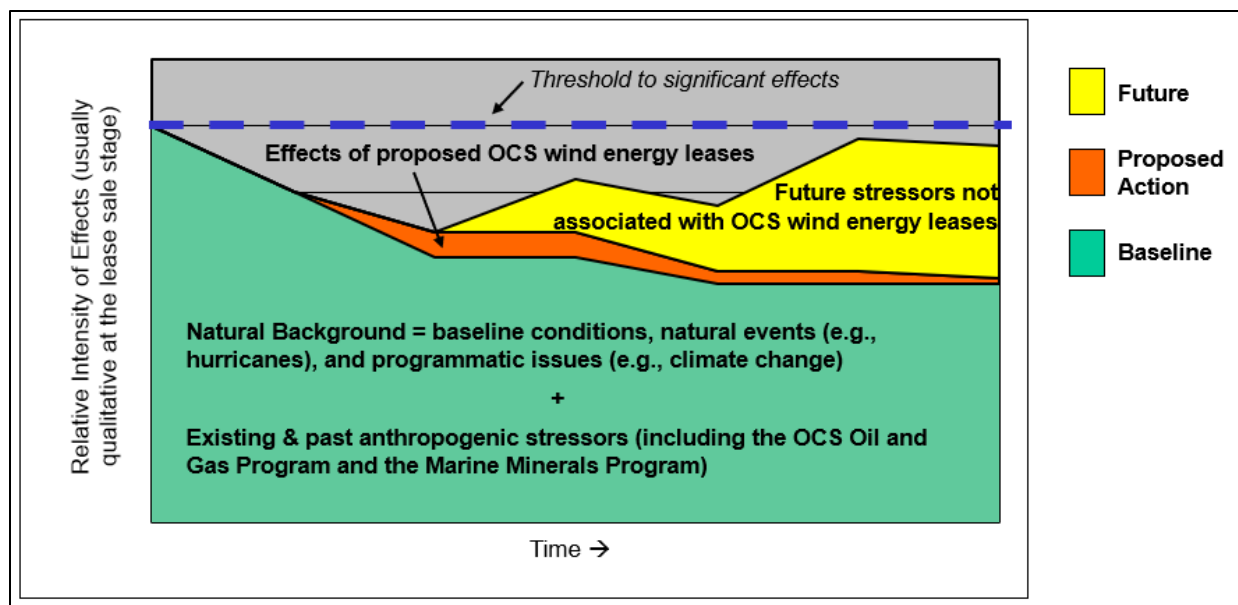 Relative Intensity of Effects (usually
qualitative at the lease sale stage)
Threshold to significant effects
Effects of proposed OCS wind energy leases
Future stressors not
associated with OCS wind energy leases
Natural Background = baseline conditions, natural events (e.g.,
hurricanes), and programmatic issues (e.g., climate change)
+
Existing & past anthropogenic stressors (including the OCS Oil and
Gas Program and the Marine Minerals Program)
Time →
Future
Proposed
Action
Baseline